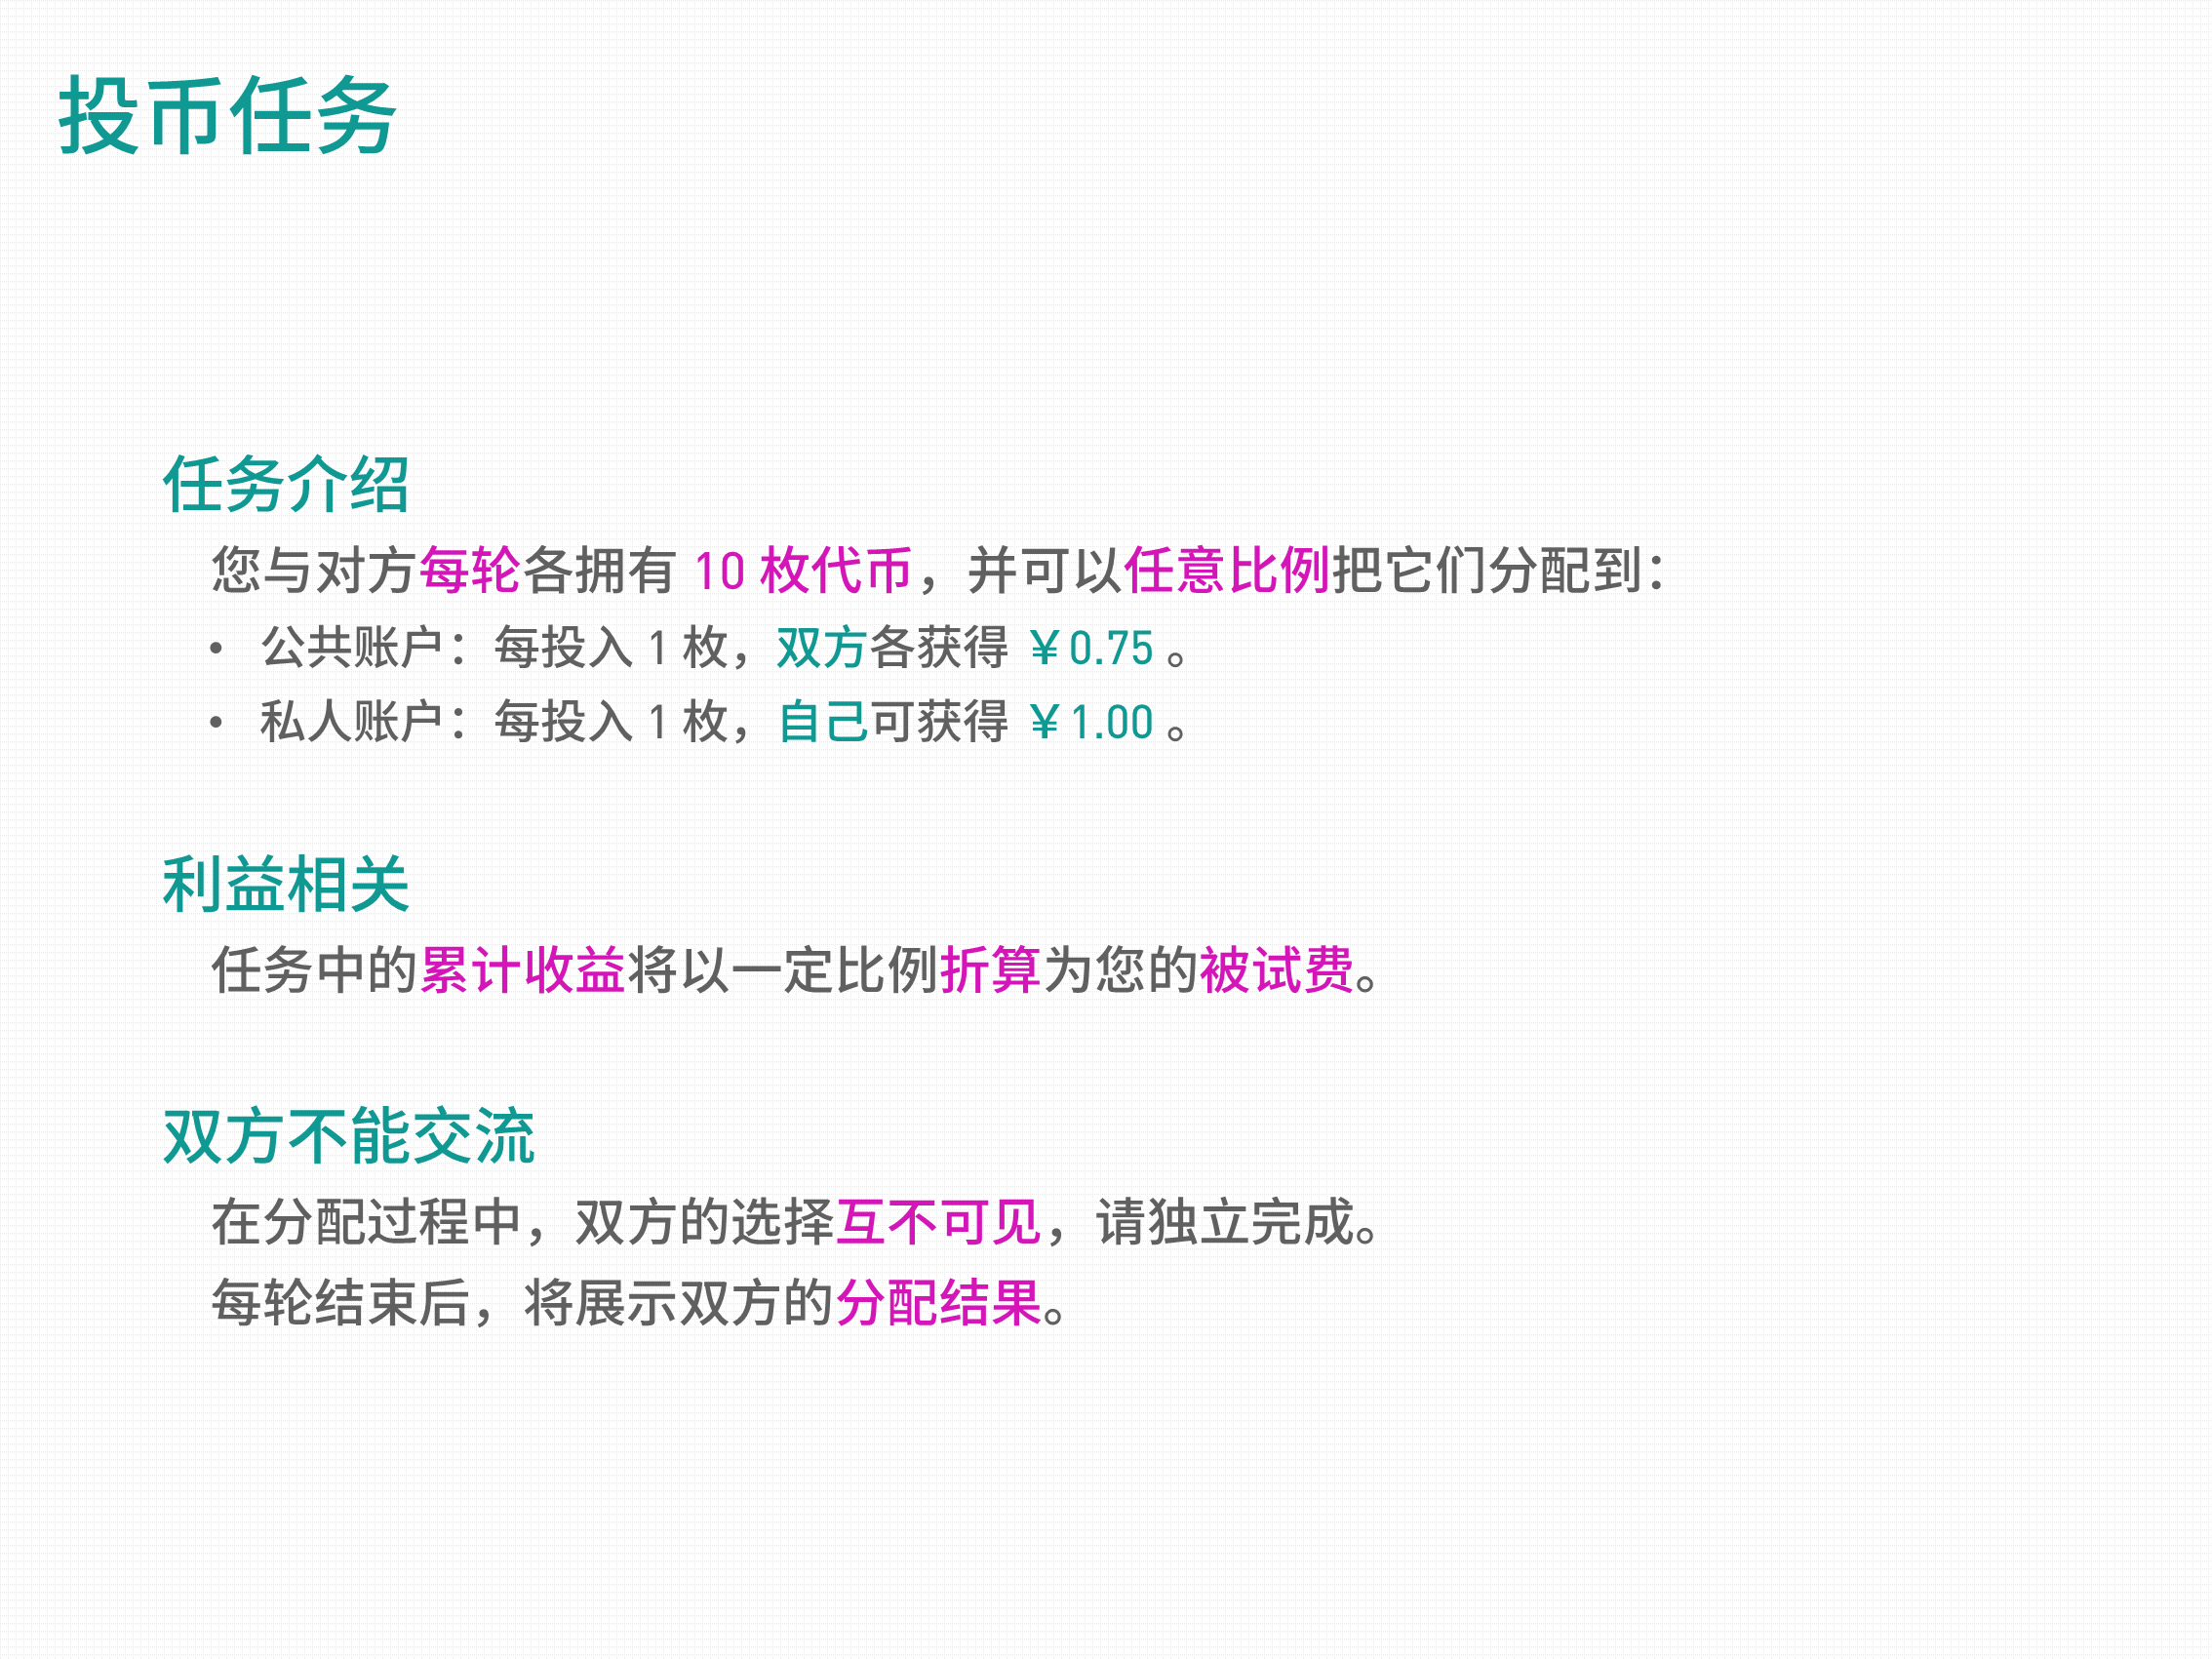 投币任务
任务介绍
您与对方每轮各拥有 10 枚代币，并可以任意比例把它们分配到：
• 公共账户：每投入 1 枚，双方各获得 ￥0.75 。
• 私人账户：每投入 1 枚，自己可获得 ￥1.00 。
利益相关
任务中的累计收益将以一定比例折算为您的被试费。
双方不能交流
在分配过程中，双方的选择互不可见，请独立完成。
每轮结束后，将展示双方的分配结果。